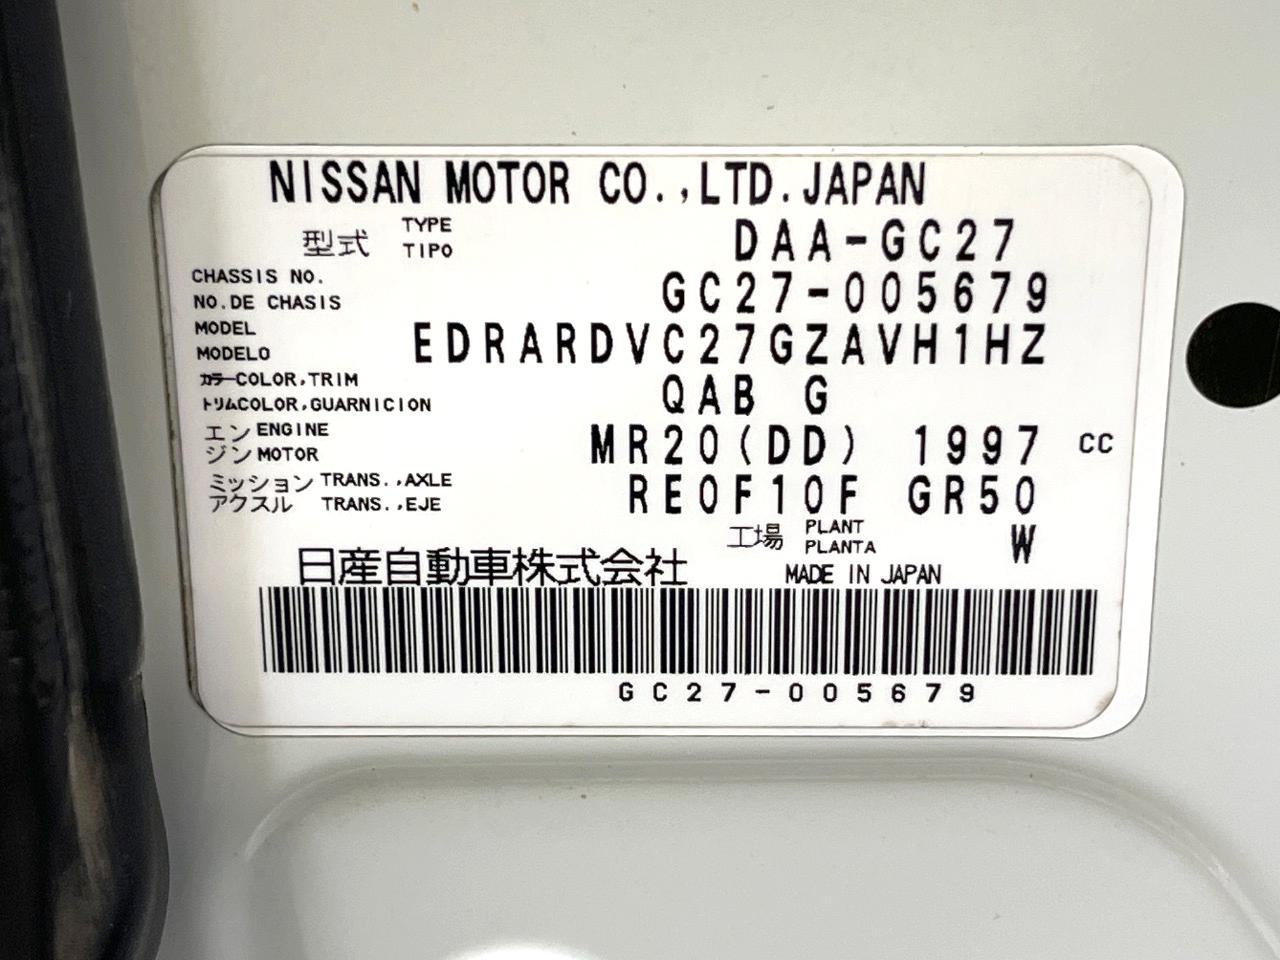 NISSAN MOTOR CO.,LTD.JAPAN
型式 TYPE TIPO DAA-GC27
CHASSIS NO.
NO.DE CHASIS GC27-005679
MODEL
MODELO EDRARDVC27GZAVH1HZ
カラーCOLOR,TRIM
トリムCOLOR,GUARNICION QAB G
エンジン ENGINE MOTOR MR20(DD) 1997 CC
ミッション TRANS.,AXLE
アクスル TRANS.,EJE RE0F10F GR50
工場 PLANT PLANTA W
日産自動車株式会社 MADE IN JAPAN
GC27-005679